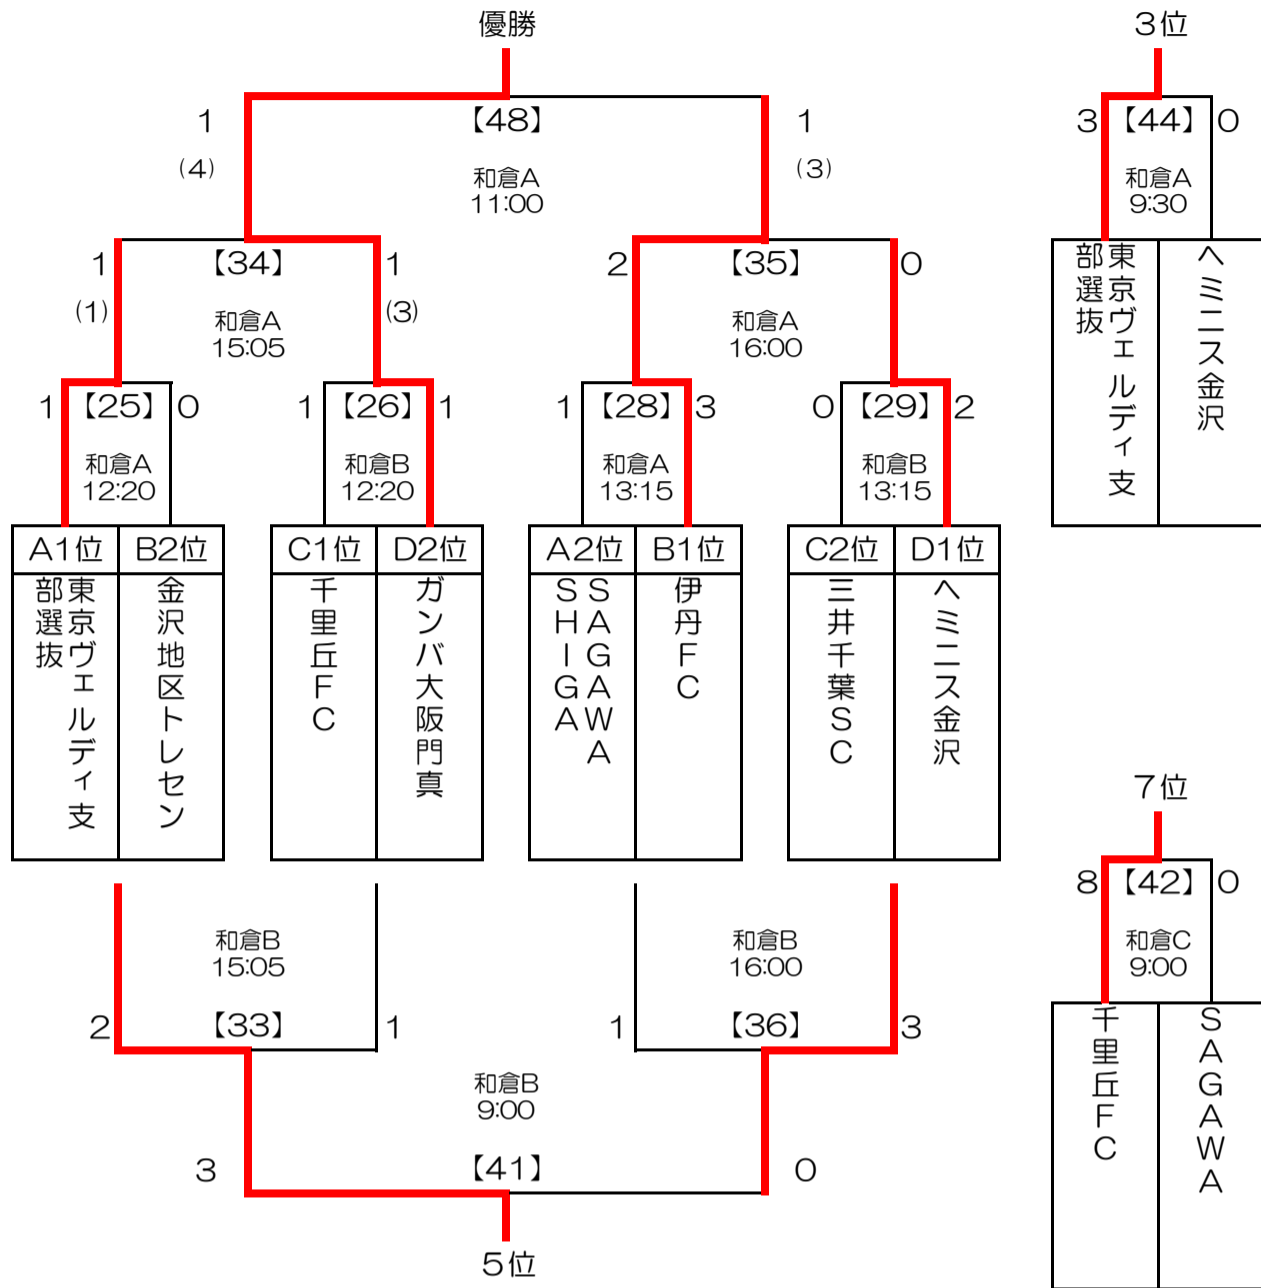 優勝
3位
1 【48】 1
(4) (3)
和倉A
11:00
3 【44】 0
和倉A
9:30
東京ヴェルディ支部選抜
ヘミニス金沢
1 【34】 1
(1) (3)
和倉A
15:05
2 【35】 0
和倉A
16:00
1 【25】 0
和倉A
12:20
1 【26】 1
和倉B
12:20
1 【28】 3
和倉A
13:15
0 【29】 2
和倉B
13:15
A1位 B2位 C1位 D2位 A2位 B1位 C2位 D1位
東京ヴェルディ支部選抜
金沢地区トレセン
千里丘FC
ガンバ大阪門真
SAGAWA
SHIGA
伊丹FC
三井千葉SC
ヘミニス金沢
和倉B
15:05
2 【33】 1
和倉B
16:00
1 【36】 3
和倉B
9:00
3 【41】 0
5位
7位
8 【42】 0
和倉C
9:00
千里丘FC
SAGAWA